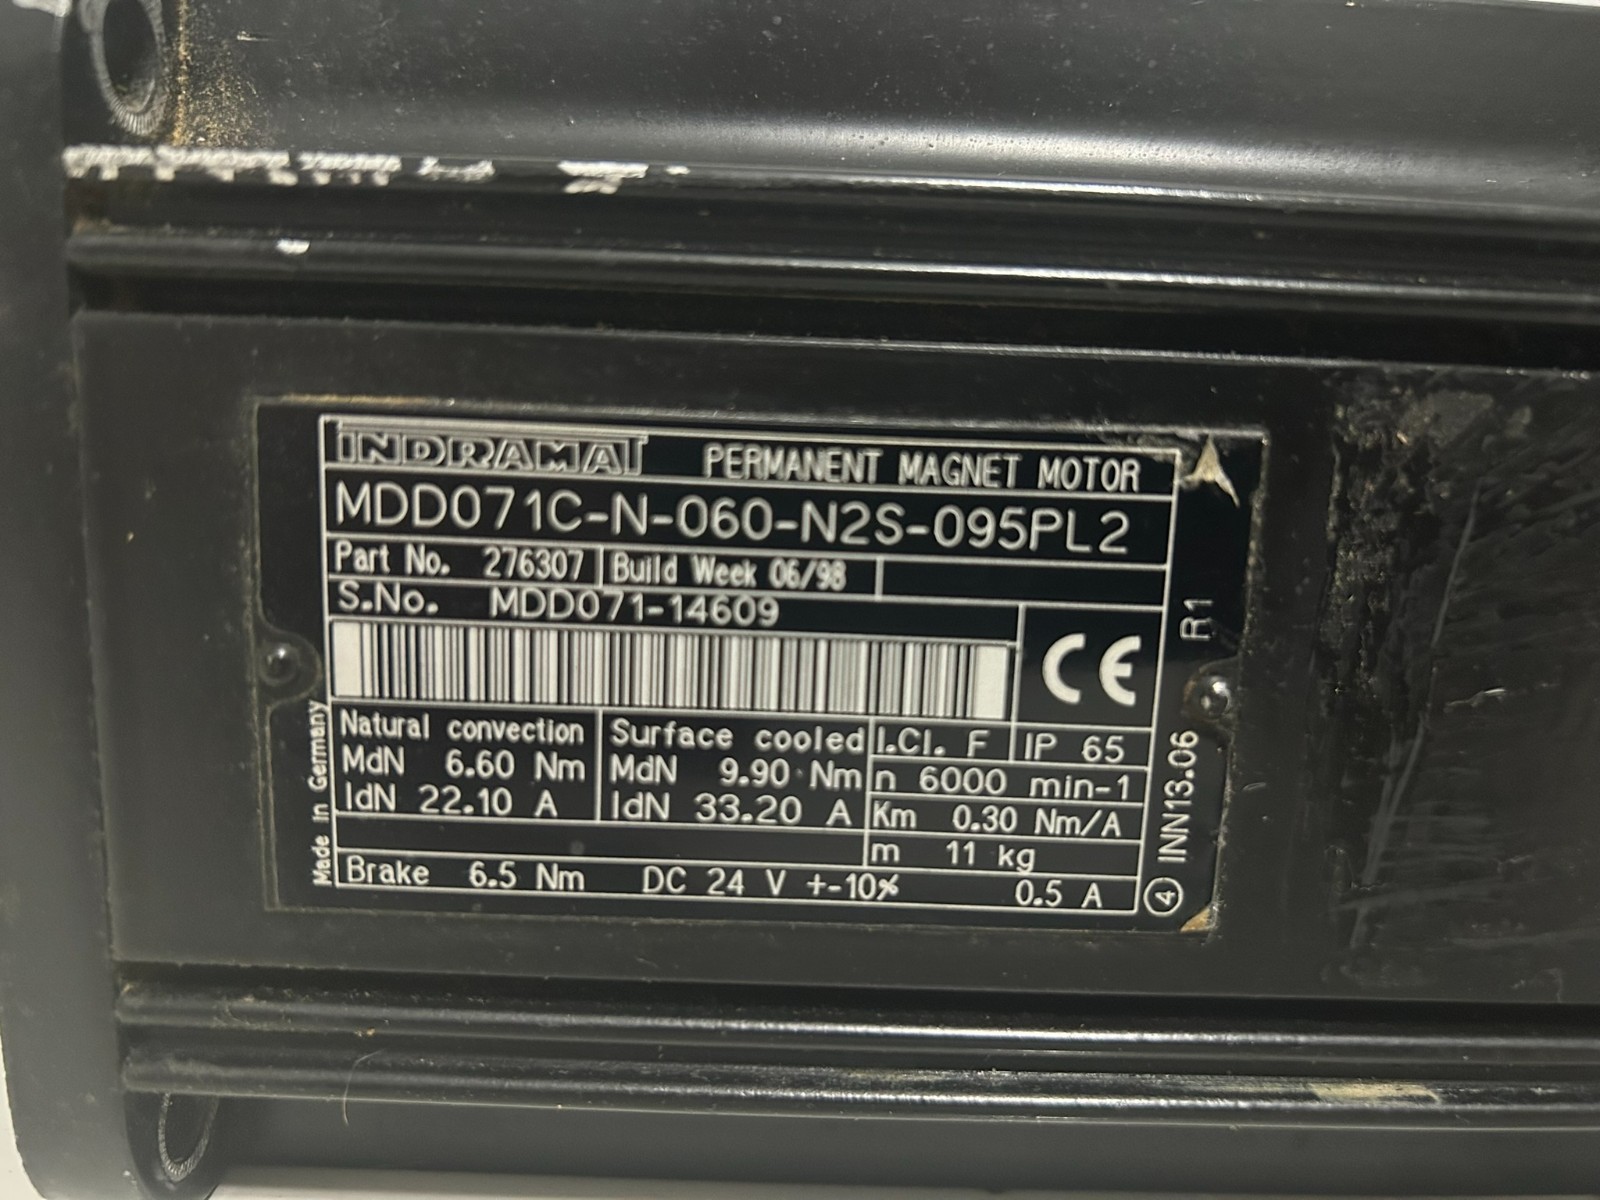 INDRAMAT PERMANENT MAGNET MOTOR
MDD071C-N-060-N2S-095PL2
Part No. 276307 Build Week 06/98
S.No. MDD071-14609
CE
R1
Natural convection
MdN 6.60 Nm
IdN 22.10 A
Surface cooled
MdN 9.90 Nm
IdN 33.20 A
I.Cl. F IP 65
n 6000 min-1
Km 0.30 Nm/A
m 11 kg
Brake 6.5 Nm DC 24 V +-10% 0.5 A
Made in Germany
4 INN13.06